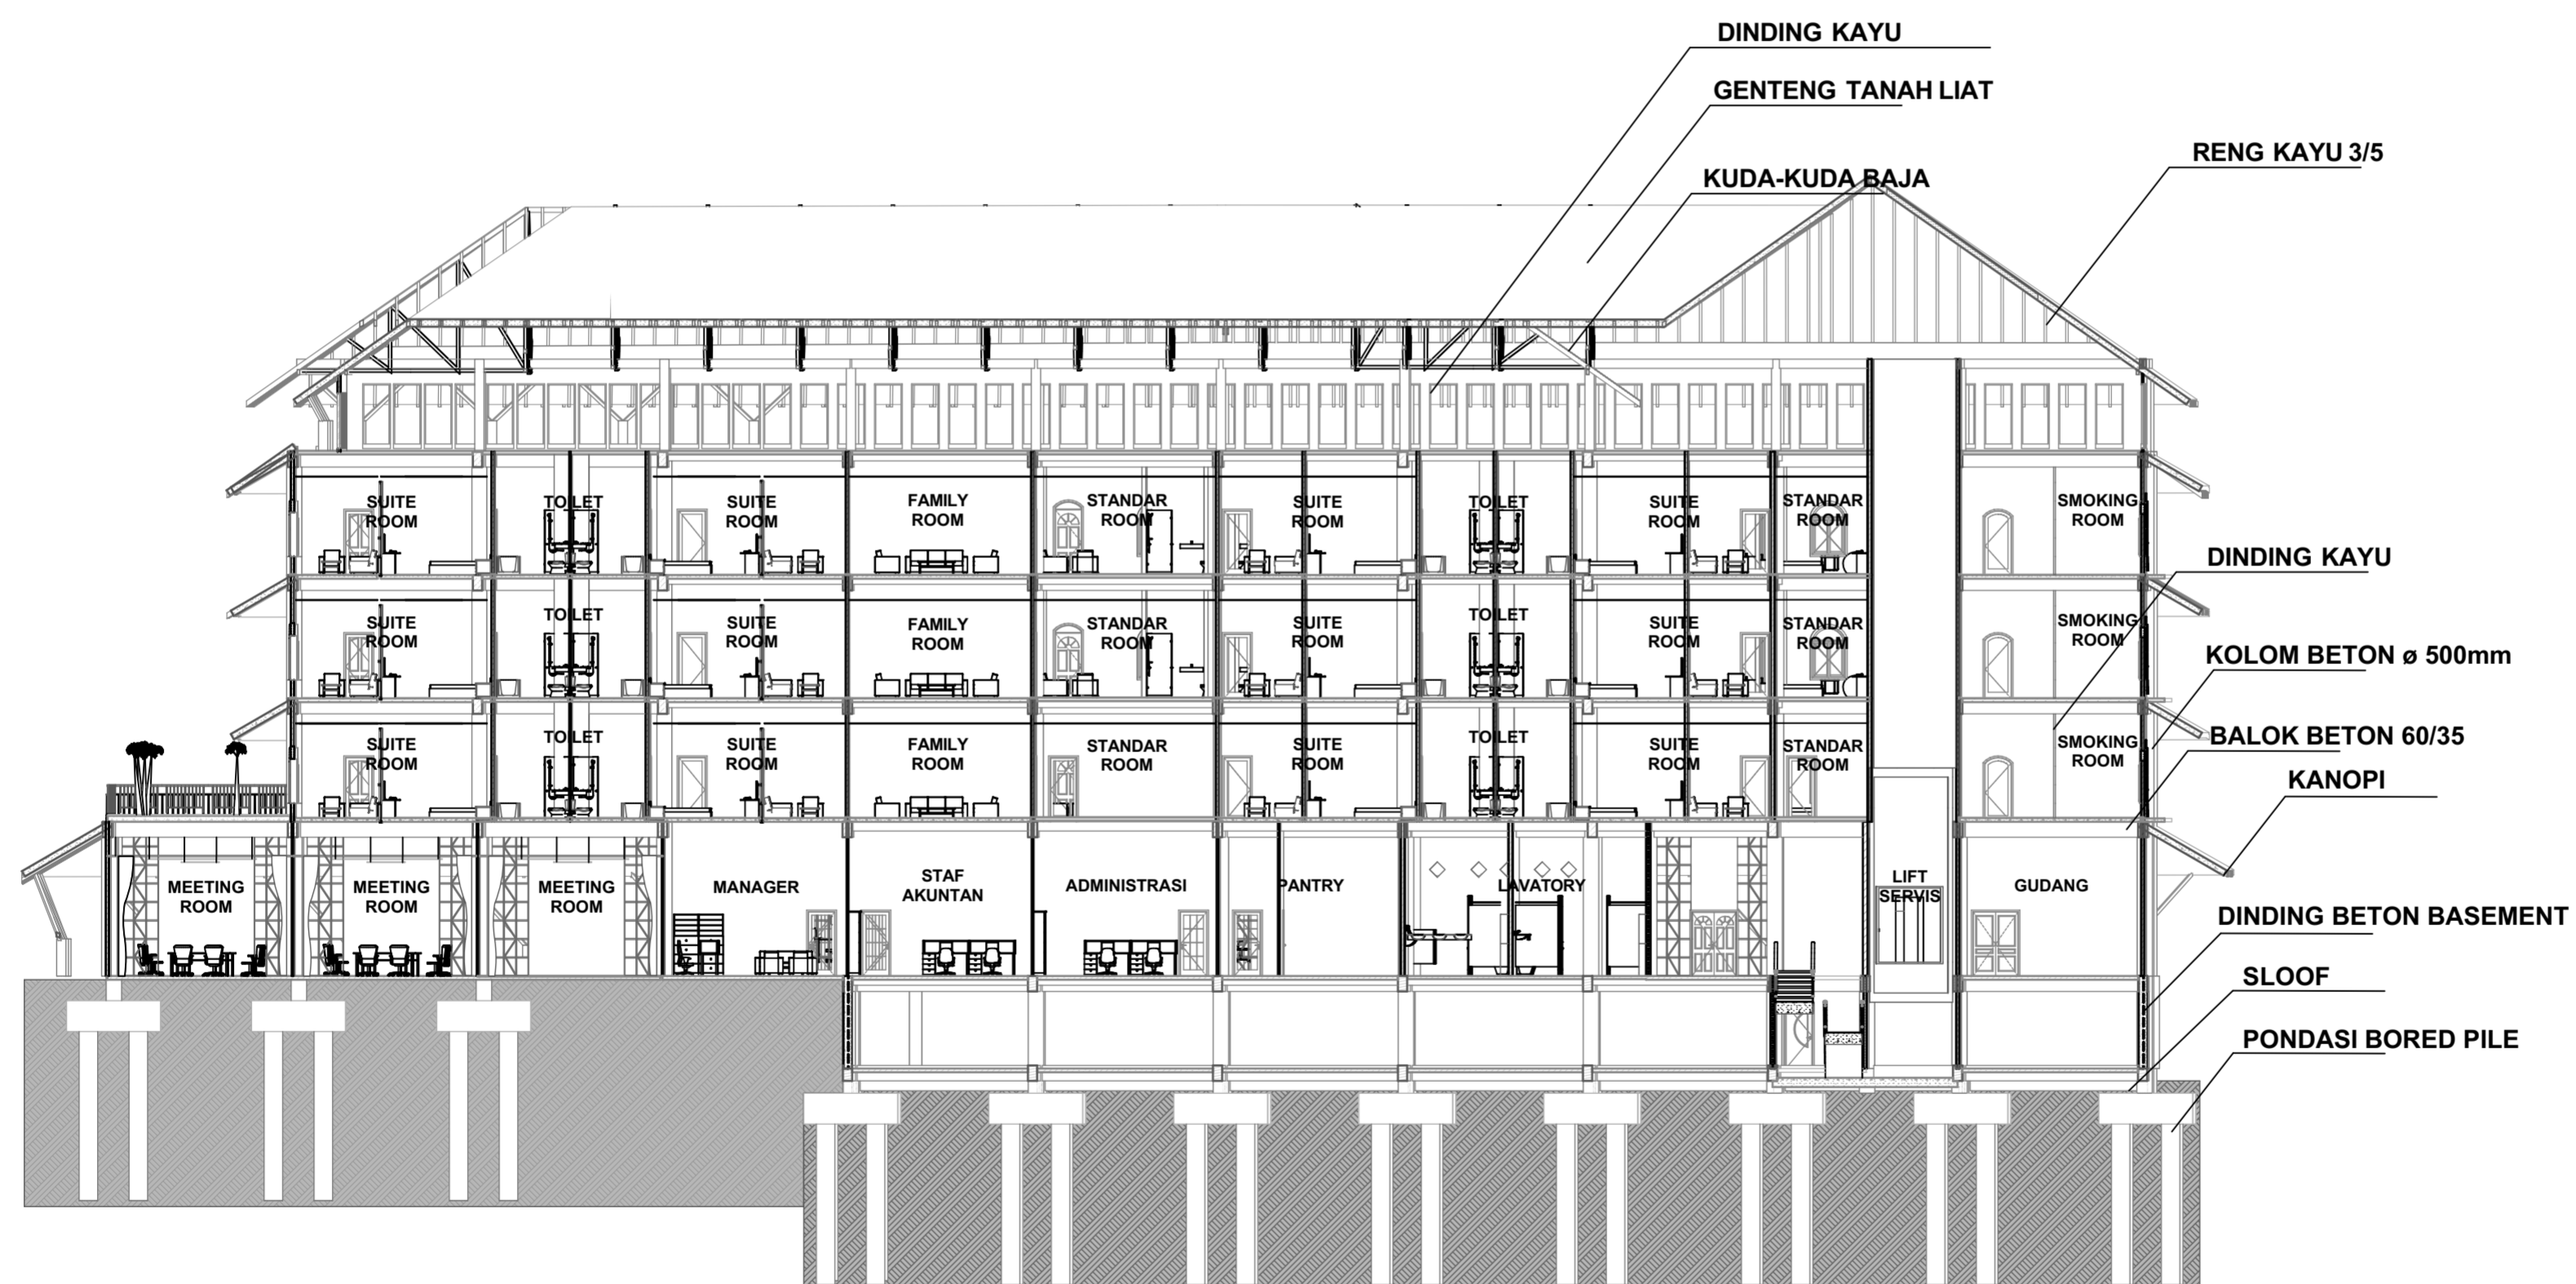 DINDING KAYU
GENTENG TANAH LIAT
RENG KAYU 3/5
KUDA-KUDA BAJA
SUITE
ROOM
TOILET
SUITE
ROOM
FAMILY
ROOM
STANDAR
ROOM
SUITE
ROOM
TOILET
SUITE
ROOM
STANDAR
ROOM
SMOKING
ROOM
DINDING KAYU
SUITE
ROOM
TOILET
SUITE
ROOM
FAMILY
ROOM
STANDAR
ROOM
SUITE
ROOM
TOILET
SUITE
ROOM
STANDAR
ROOM
SMOKING
ROOM
KOLOM BETON ø 500mm
SUITE
ROOM
TOILET
SUITE
ROOM
FAMILY
ROOM
STANDAR
ROOM
SUITE
ROOM
TOILET
SUITE
ROOM
STANDAR
ROOM
SMOKING
ROOM
BALOK BETON 60/35
KANOPI
MEETING
ROOM
MEETING
ROOM
MEETING
ROOM
MANAGER
STAF
AKUNTAN
ADMINISTRASI
PANTRY
LAVATORY
LIFT
SERVIS
GUDANG
DINDING BETON BASEMENT
SLOOF
PONDASI BORED PILE